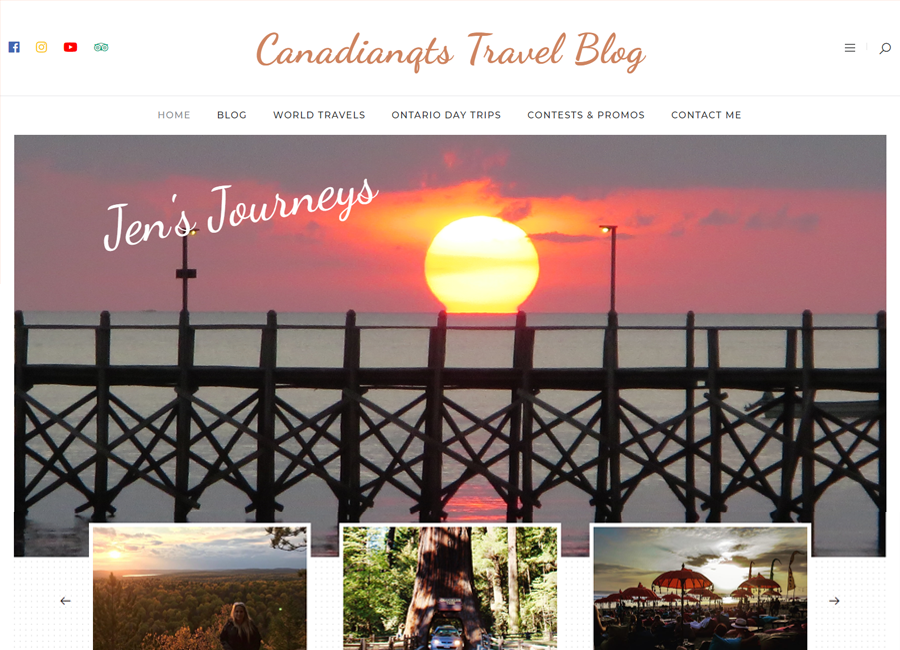 Canadianqts Travel Blog
HOME BLOG WORLD TRAVELS ONTARIO DAY TRIPS CONTESTS & PROMOS CONTACT ME
Jen's Journeys